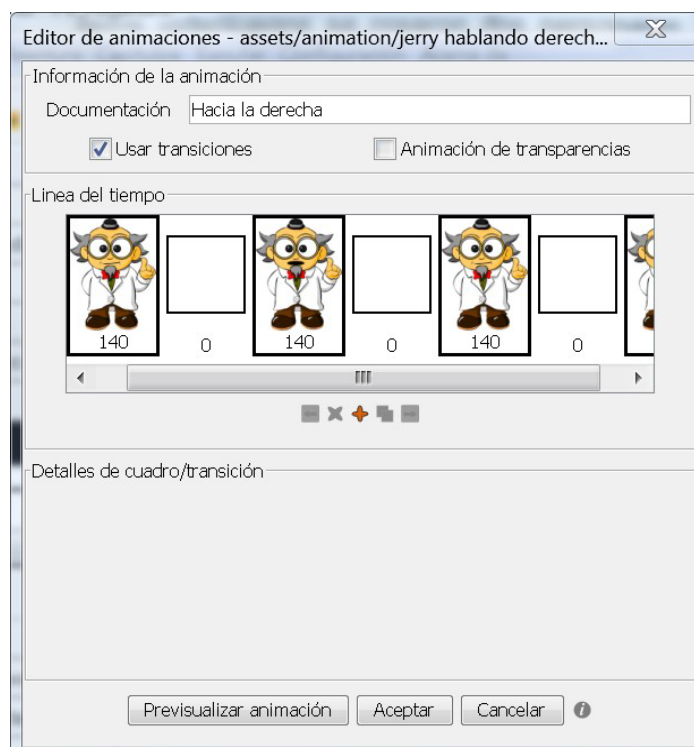 Editor de animaciones - assets/animation/jerry hablando derech...
Información de la animación
Documentación Hacia la derecha
Usar transiciones Animación de transparencias
Linea del tiempo
140 0 140 0 140 0
Detalles de cuadro/transición
Previsualizar animación Aceptar Cancelar